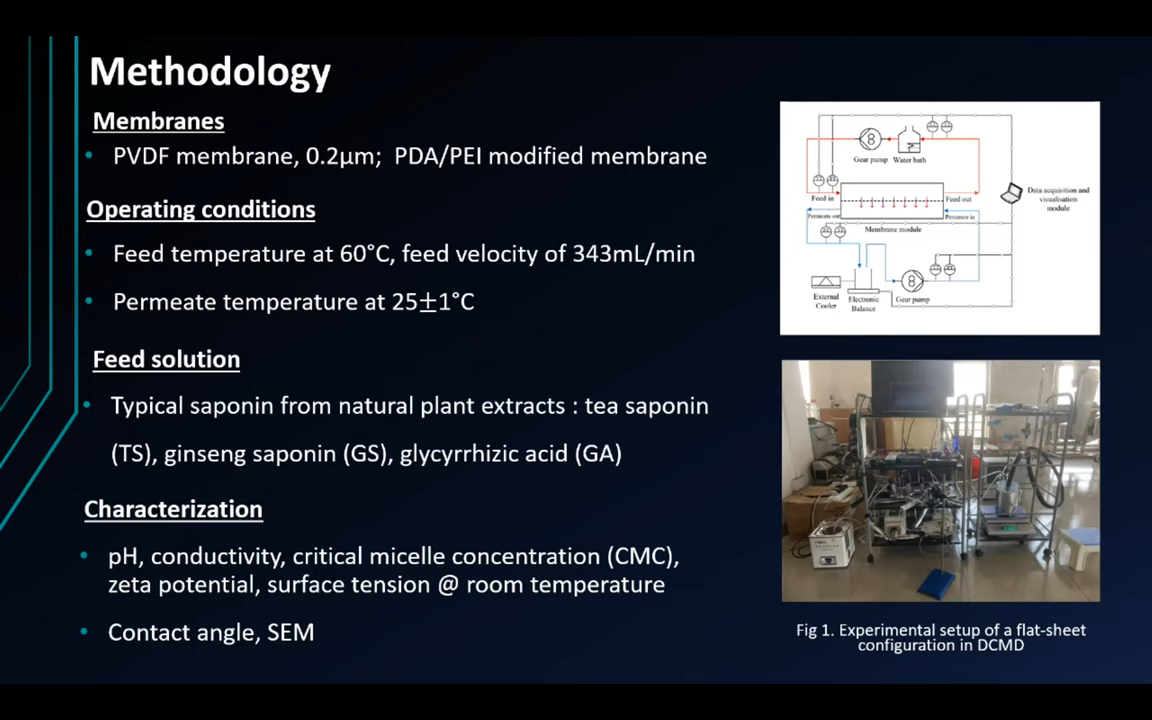 Methodology
Membranes
• PVDF membrane, 0.2μm; PDA/PEI modified membrane
Operating conditions
• Feed temperature at 60°C, feed velocity of 343mL/min
• Permeate temperature at 25±1°C
Feed solution
• Typical saponin from natural plant extracts : tea saponin
(TS), ginseng saponin (GS), glycyrrhizic acid (GA)
Characterization
• pH, conductivity, critical micelle concentration (CMC),
zeta potential, surface tension @ room temperature
• Contact angle, SEM
Gear pump
Water bath
Feed in
Feed out
Data acquisition and
visualisation
module
Permeate out
Permeate in
Membrane module
External
Cooler
Electronic
Balance
Gear pump
Fig 1. Experimental setup of a flat-sheet
configuration in DCMD